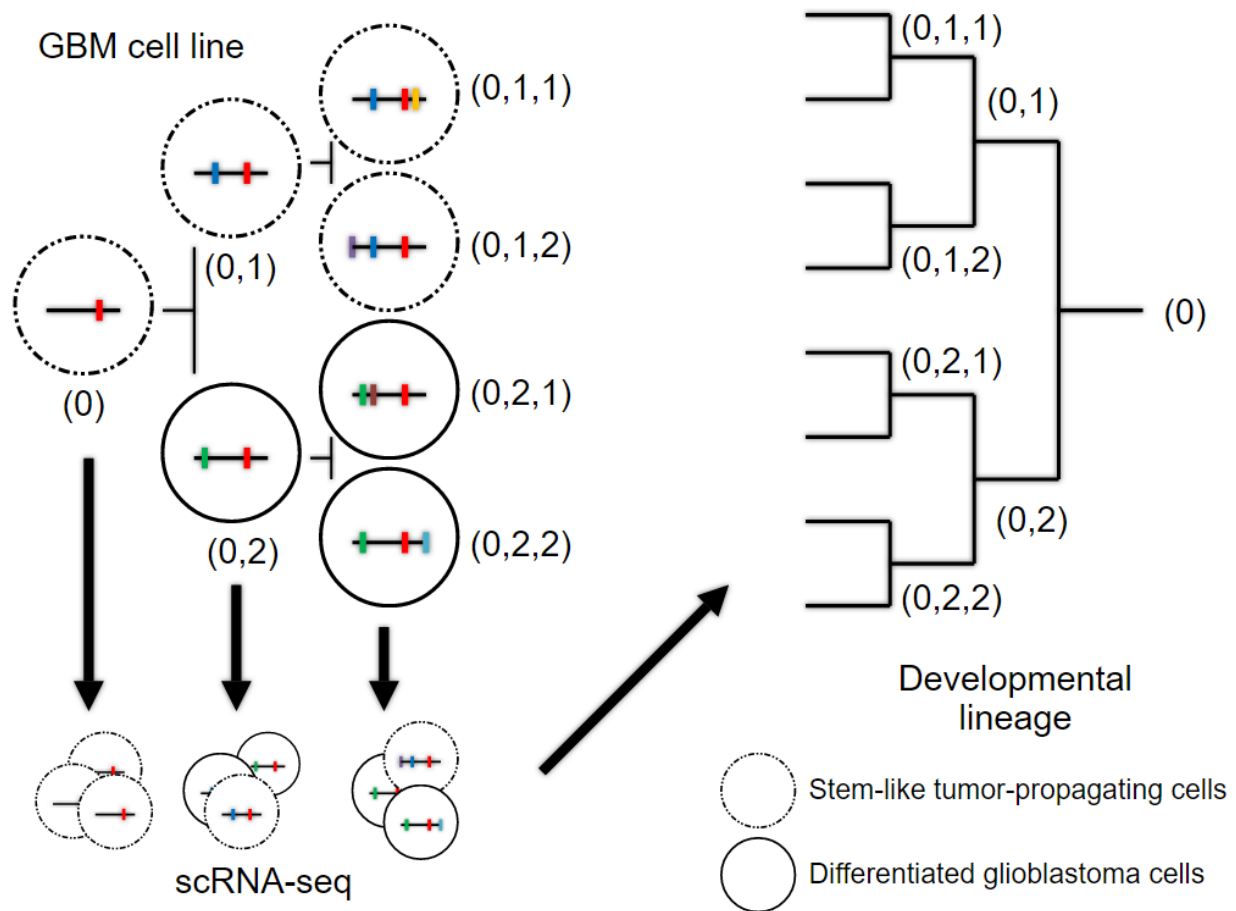 GBM cell line
(0,1,1)
(0,1)
(0,1,2)
(0)
(0,2,1)
(0,2)
(0,2,2)
scRNA-seq
(0,1,1)
(0,1)
(0,1,2)
(0)
(0,2,1)
(0,2)
(0,2,2)
Developmental
lineage
Stem-like tumor-propagating cells
Differentiated glioblastoma cells